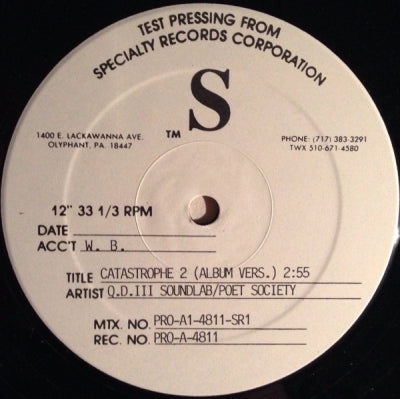 TEST PRESSING FROM
SPECIALTY RECORDS CORPORATION
S
TM
1400 E. LACKAWANNA AVE.
OLYPHANT, PA. 18447
PHONE: (717) 383-3291
TWX 510-671-4580
12" 33 1/3 RPM
DATE
ACC'T W. B.
TITLE CATASTROPHE 2 (ALBUM VERS.) 2:55
ARTIST Q.D.III SOUNDLAB/POET SOCIETY
MTX. NO. PRO-A1-4811-SR1
REC. NO. PRO-A-4811